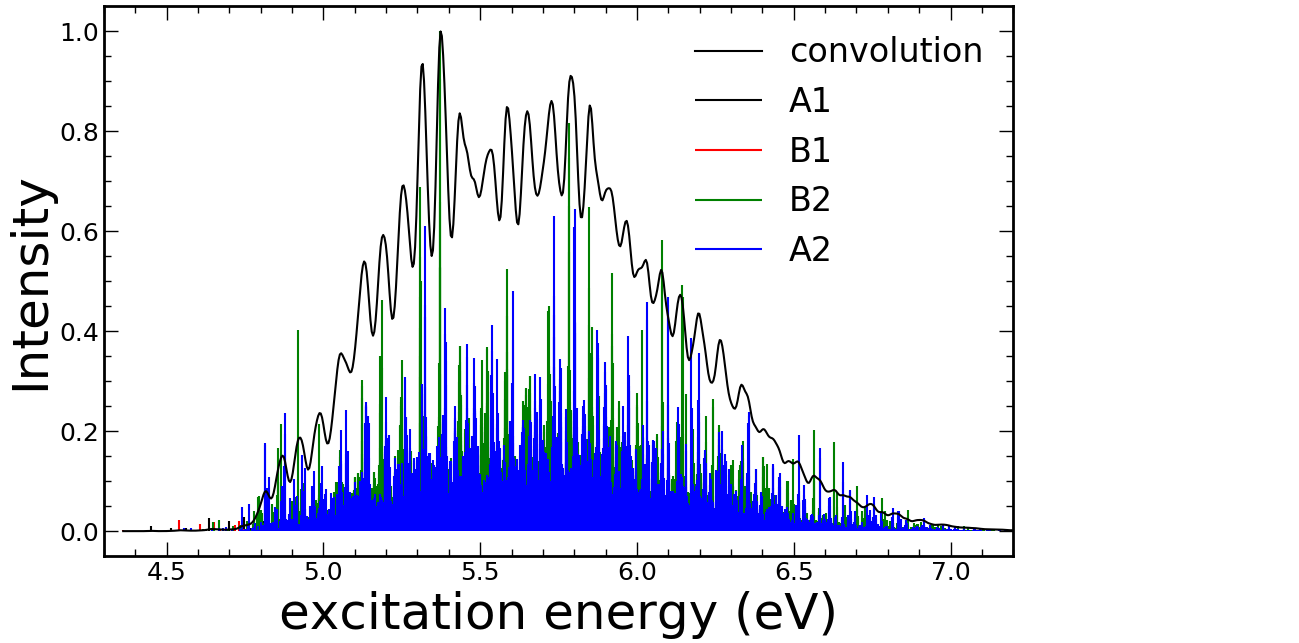 convolution
A1
B1
B2
A2
Intensity
1.0
0.8
0.6
0.4
0.2
0.0
4.5 5.0 5.5 6.0 6.5 7.0
excitation energy (eV)